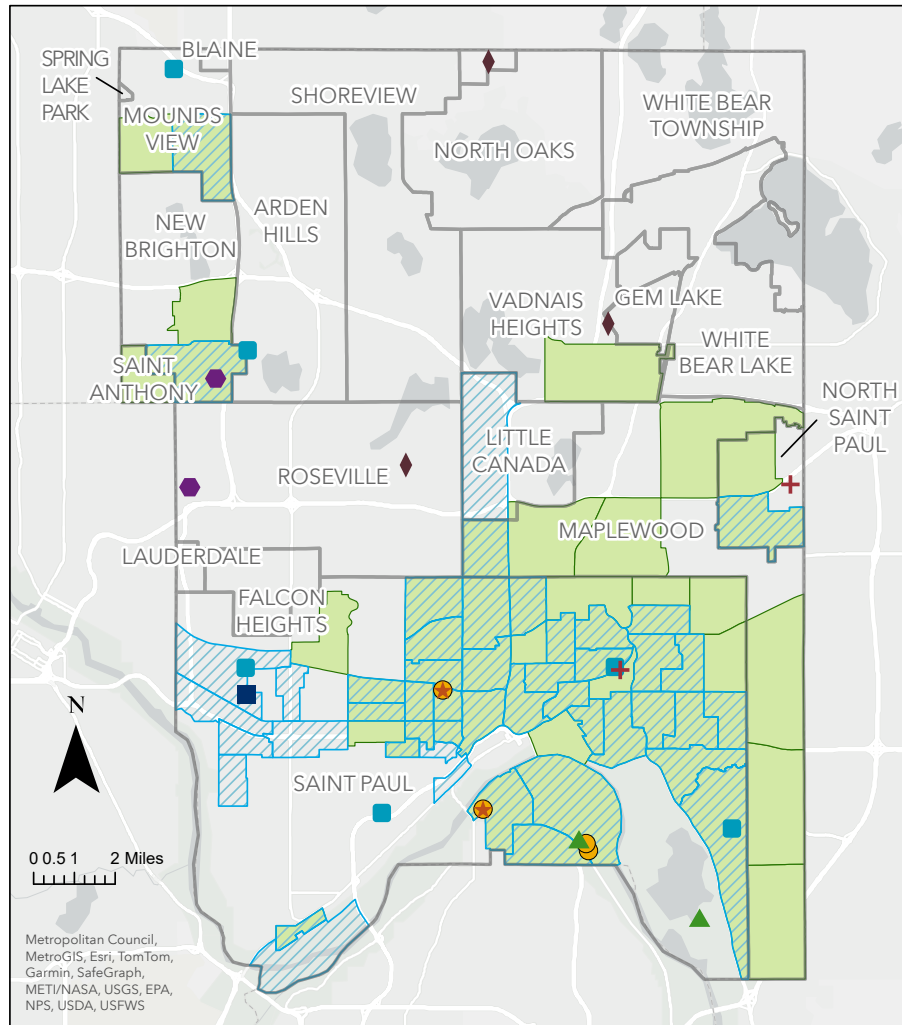 BLAINE
SPRING
LAKE
PARK
SHOREVIEW
MOUNDS
VIEW
WHITE BEAR
TOWNSHIP
NORTH OAKS
ARDEN
HILLS
NEW
BRIGHTON
VADNAIS
HEIGHTS
GEM LAKE
WHITE
BEAR LAKE
SAINT
ANTHONY
NORTH
SAINT
PAUL
LITTLE
CANADA
ROSEVILLE
MAPLEWOOD
LAUDERDALE
FALCON
HEIGHTS
N
SAINT PAUL
0 0.5 1 2 Miles
Metropolitan Council,
MetroGIS, Esri, TomTom,
Garmin, SafeGraph,
METI/NASA, USGS, EPA,
NPS, USDA, USFWS